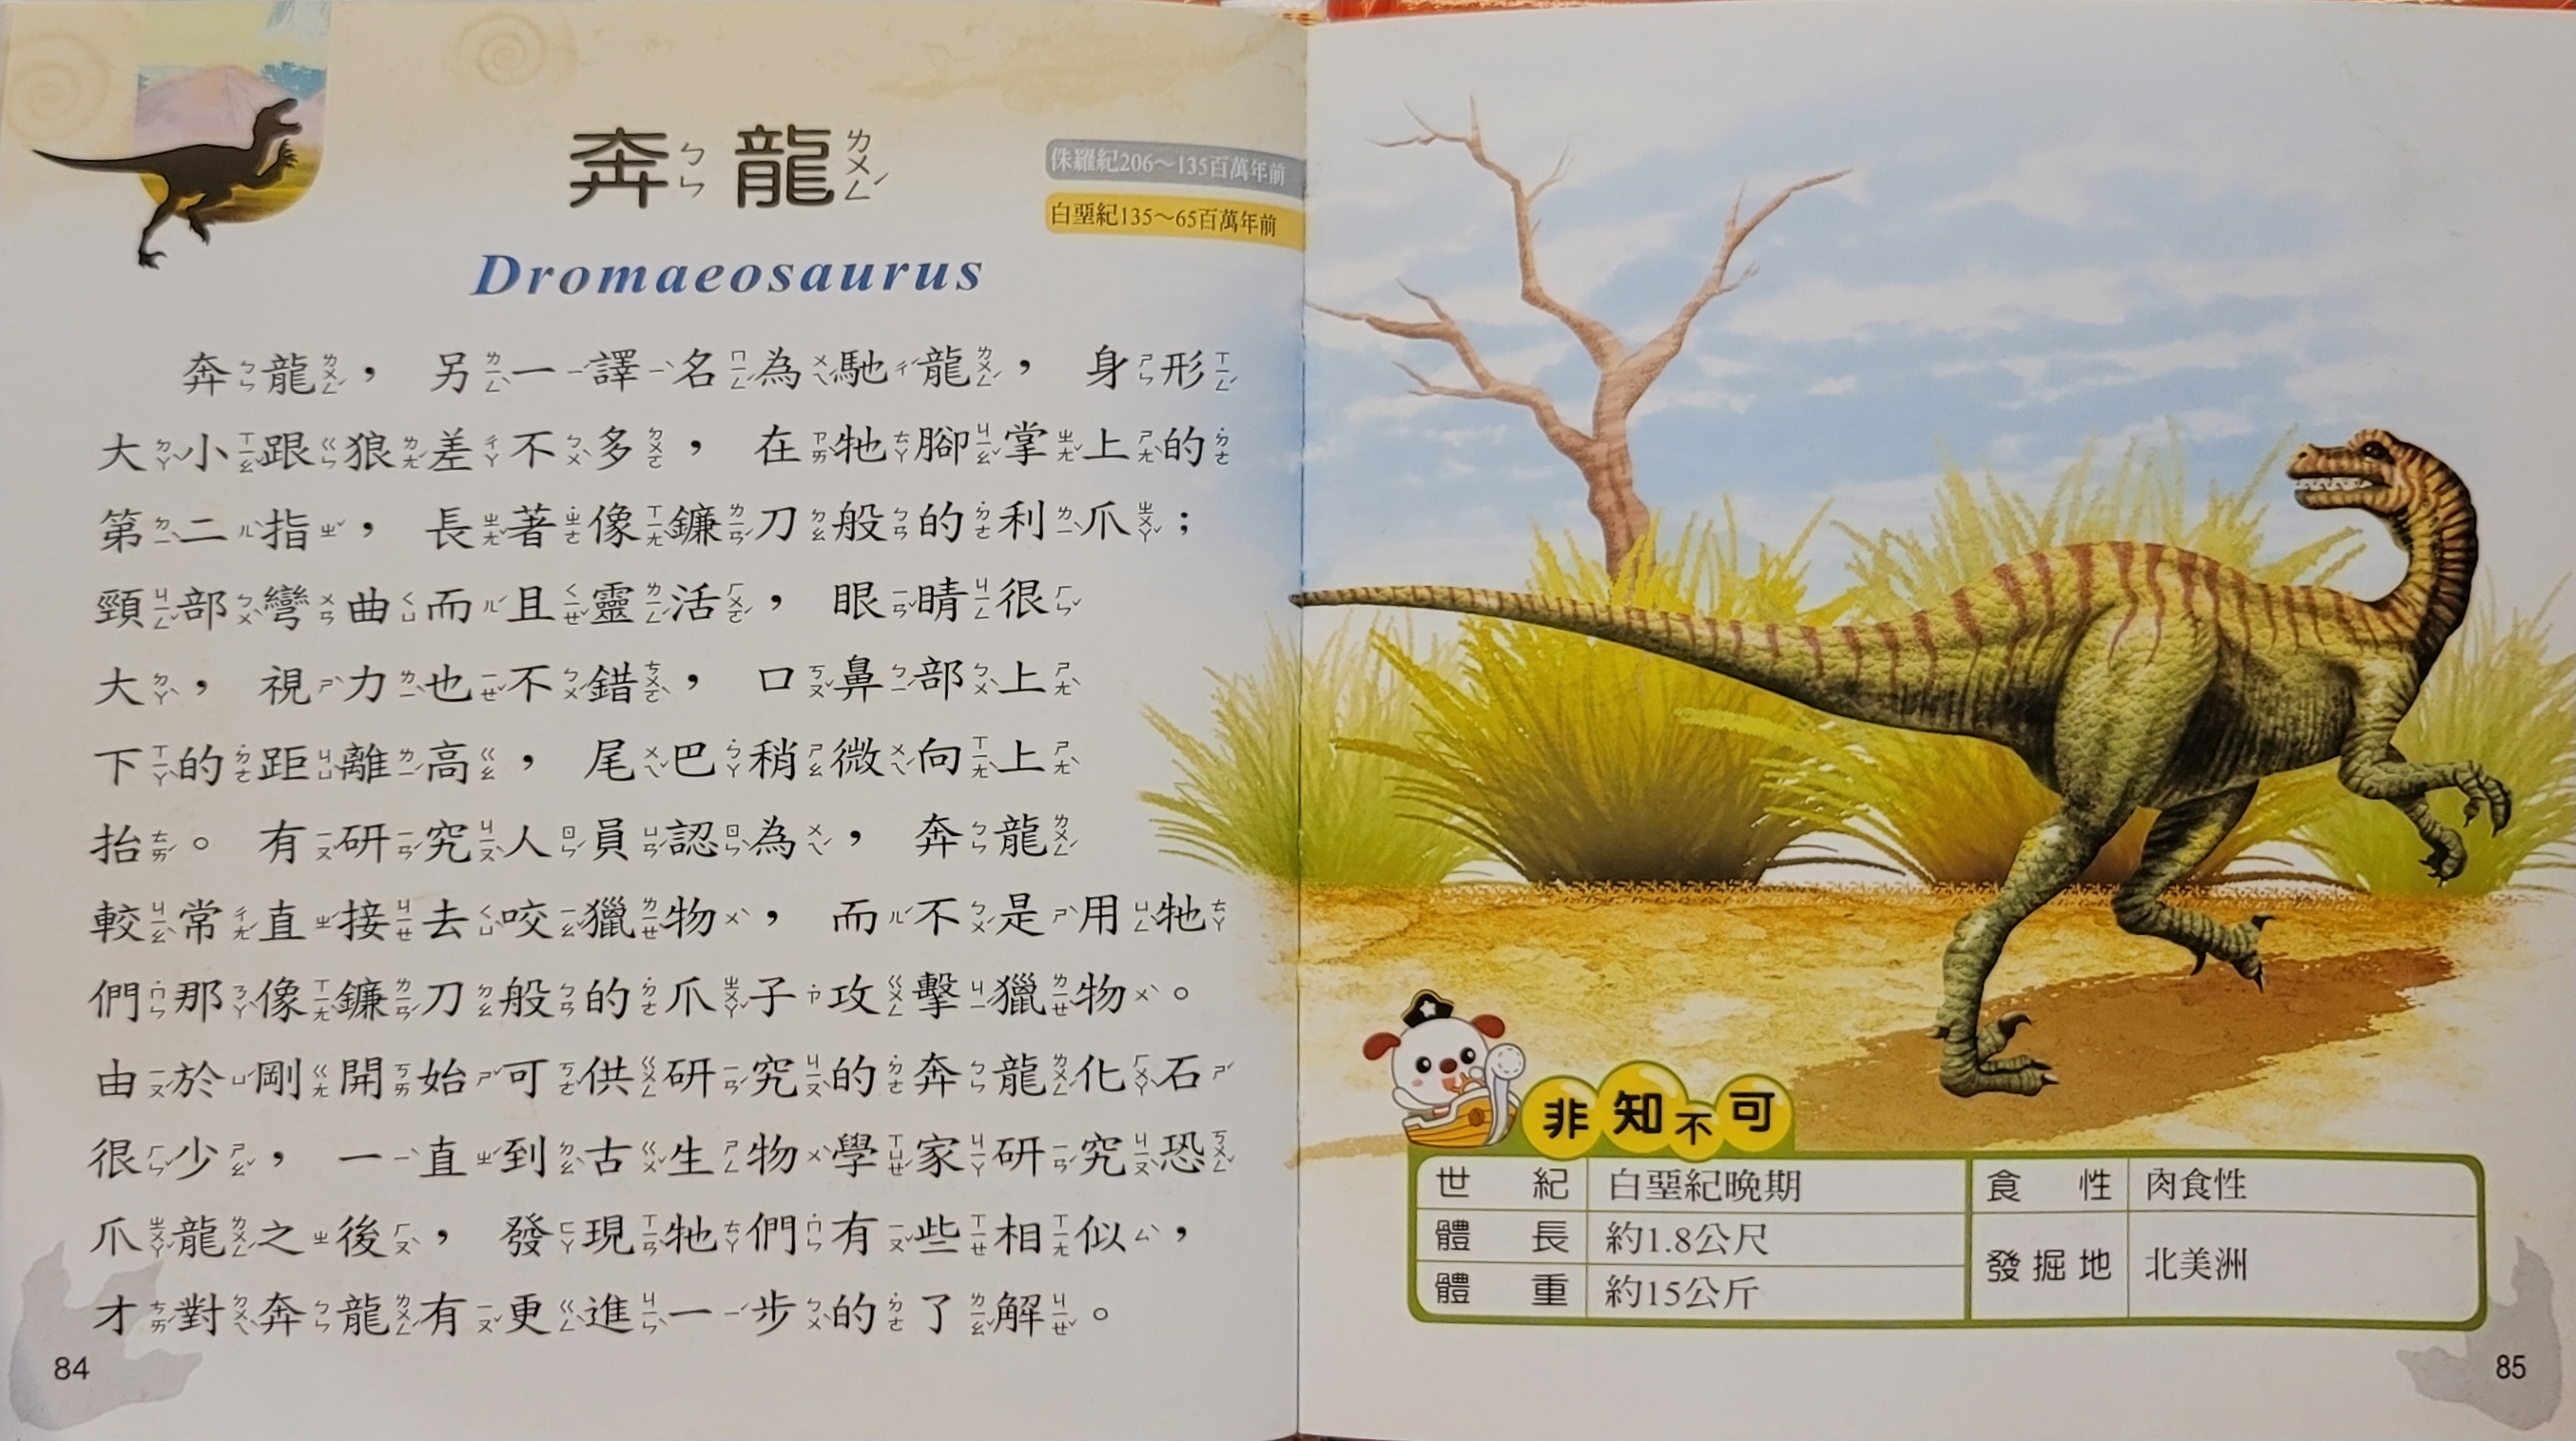 奔龍
侏羅紀206～135百萬年前
白堊紀135～65百萬年前
Dromaeosaurus
奔龍，另一譯名為馳龍，身形
大小跟狼差不多，在牠腳掌上的
第二指，長著像鐮刀般的利爪；
頸部彎曲而且靈活，眼睛很
大，視力也不錯，口鼻部上
下的距離高，尾巴稍微向上
抬。有研究人員認為，奔龍
較常直接去咬獵物，而不是用牠
們那像鐮刀般的爪子攻擊獵物。
由於剛開始可供研究的奔龍化石
很少，一直到古生物學家研究恐
爪龍之後，發現牠們有些相似，
才對奔龍有更進一步的了解。
84
非知不可
世紀 白堊紀晚期
體長 約1.8公尺
體重 約15公斤
食性 肉食性
發掘地 北美洲
85